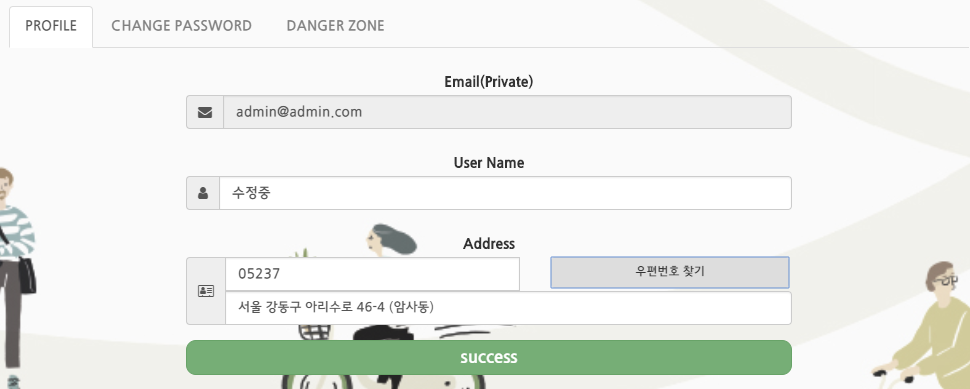 PROFILE CHANGE PASSWORD DANGER ZONE
Email(Private)
admin@admin.com
User Name
수정중
Address
05237 우편번호 찾기
서울 강동구 아리수로 46-4 (암사동)
success